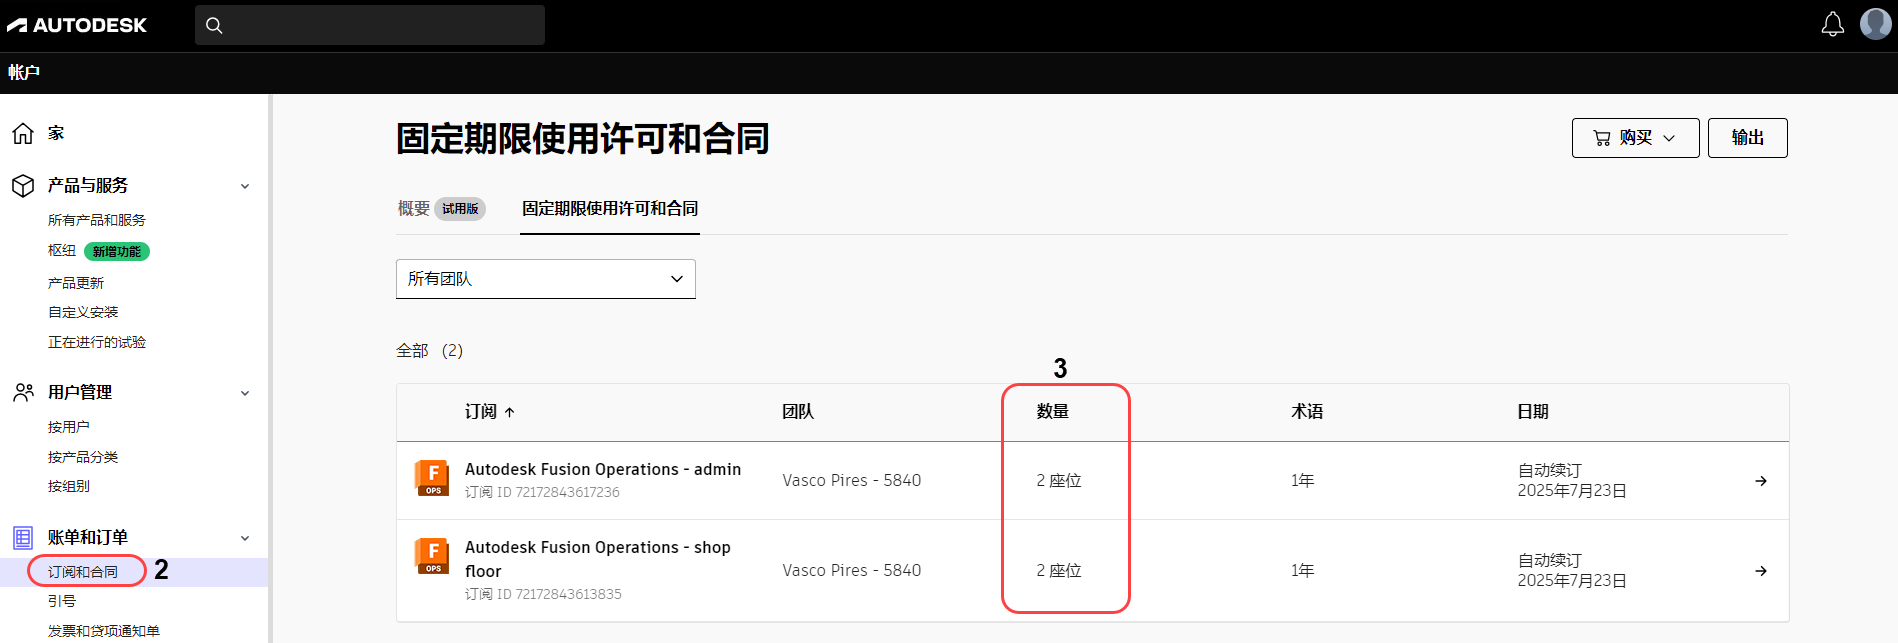 AUTODESK
帐户
家
产品与服务
所有产品和服务
枢纽 新增功能
产品更新
自定义安装
正在进行的试验
用户管理
按用户
按产品分类
按组别
账单和订单
订阅和合同 2
引号
发票和贷项通知单
固定期限使用许可和合同
购买
输出
概要 试用版
固定期限使用许可和合同
所有团队
全部 (2)
3
订阅 ↑ 团队 数量 术语 日期
F
OPS
Autodesk Fusion Operations - admin
订阅 ID 72172843617236
Vasco Pires - 5840
2 座位
1年
自动续订
2025年7月23日
→
F
OPS
Autodesk Fusion Operations - shop
floor
订阅 ID 72172843613835
Vasco Pires - 5840
2 座位
1年
自动续订
2025年7月23日
→